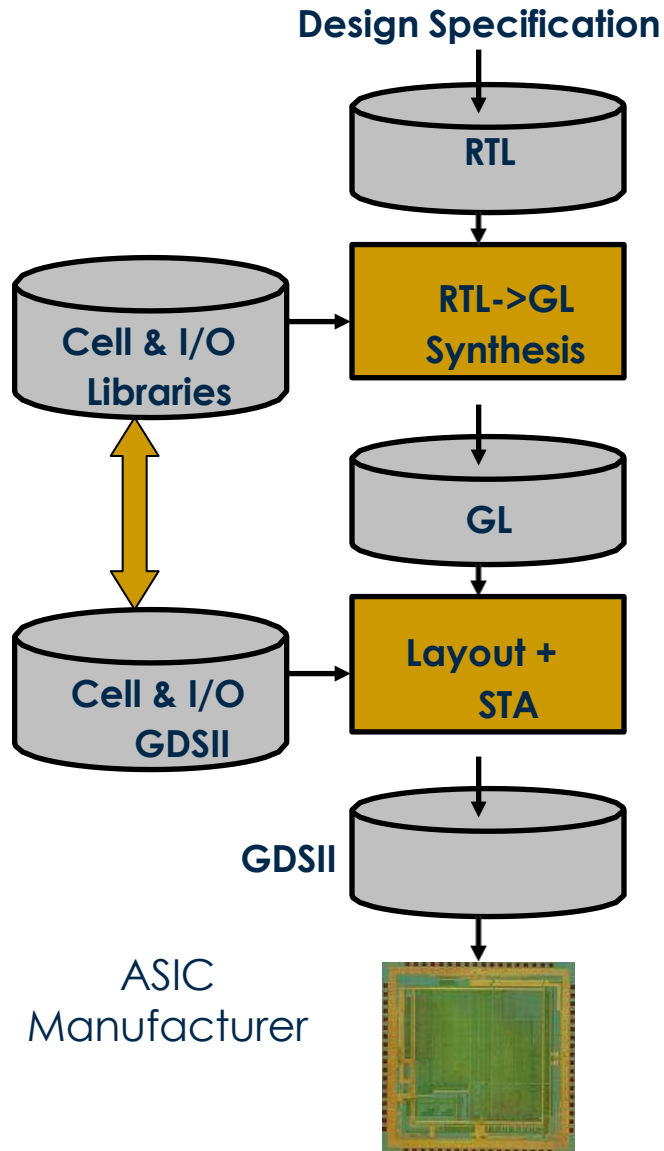 Design Specification
RTL
RTL->GL
Synthesis
Cell & I/O
Libraries
GL
Layout +
STA
Cell & I/O
GDSII
GDSII
ASIC
Manufacturer